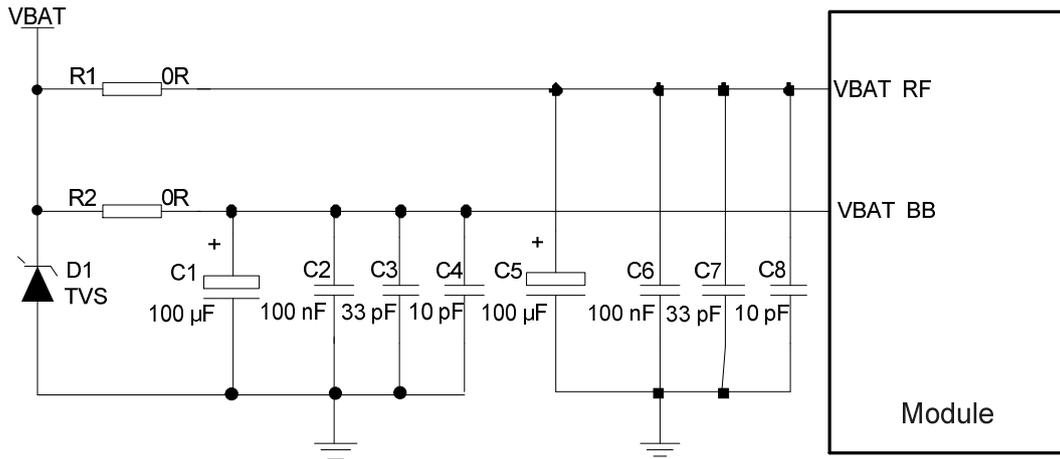 VBAT
R1 0R
VBAT RF
R2 0R
VBAT BB
+ +
D1 C1 C2 C3 C4 C5 C6 C7 C8
TVS 100 µF 100 nF 33 pF 10 pF 100 µF 100 nF 33 pF 10 pF
Module